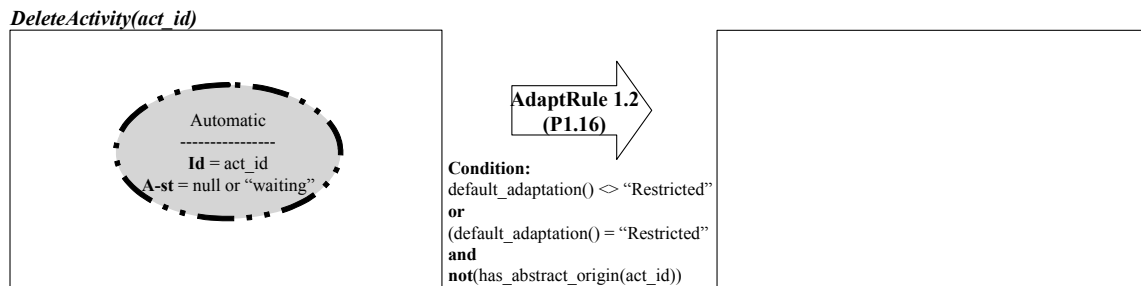 DeleteActivity(act_id)
Automatic
----------------
Id = act_id
A-st = null or “waiting”
AdaptRule 1.2
(P1.16)
Condition:
default_adaptation() <> “Restricted”
or
(default_adaptation() = “Restricted”
and
not(has_abstract_origin(act_id))